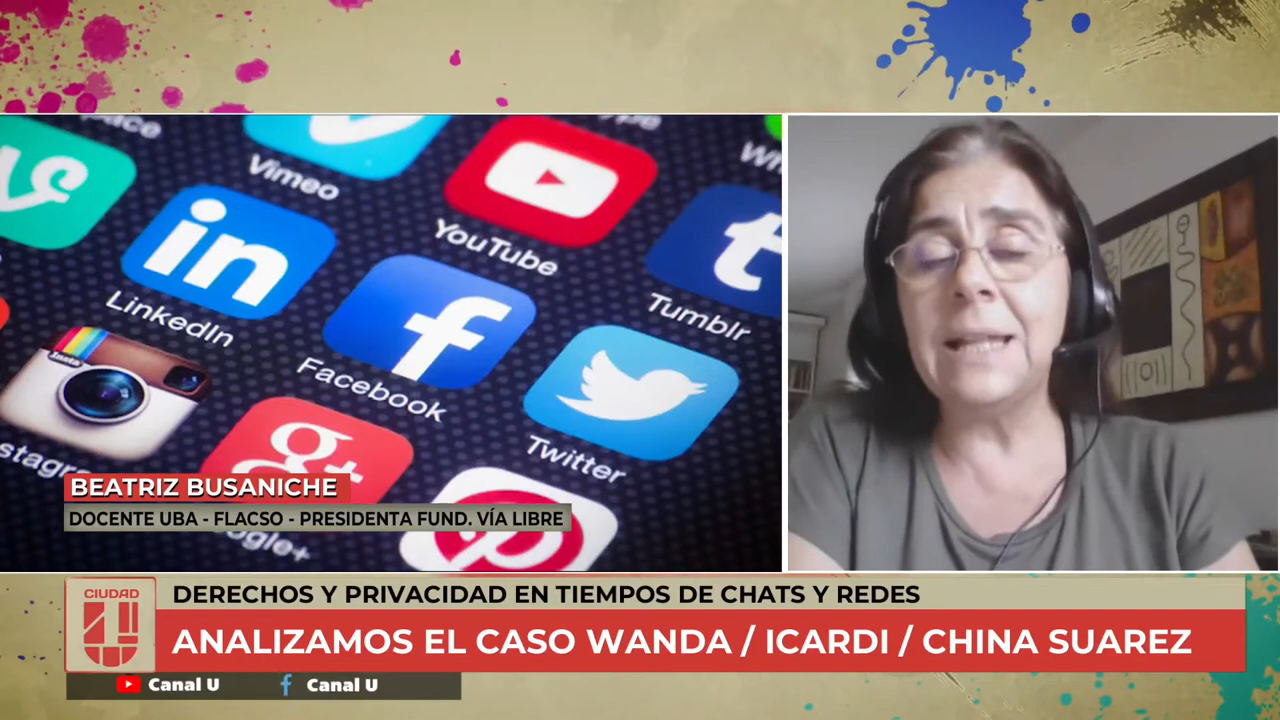 Vimeo
YouTube
LinkedIn
Tumblr
Facebook
Insta
Twitter
BEATRIZ BUSANICHE
DOCENTE UBA - FLACSO - PRESIDENTA FUND. VÍA LIBRE
CIUDAD
U
DERECHOS Y PRIVACIDAD EN TIEMPOS DE CHATS Y REDES
ANALIZAMOS EL CASO WANDA / ICARDI / CHINA SUAREZ
Canal U
Canal U